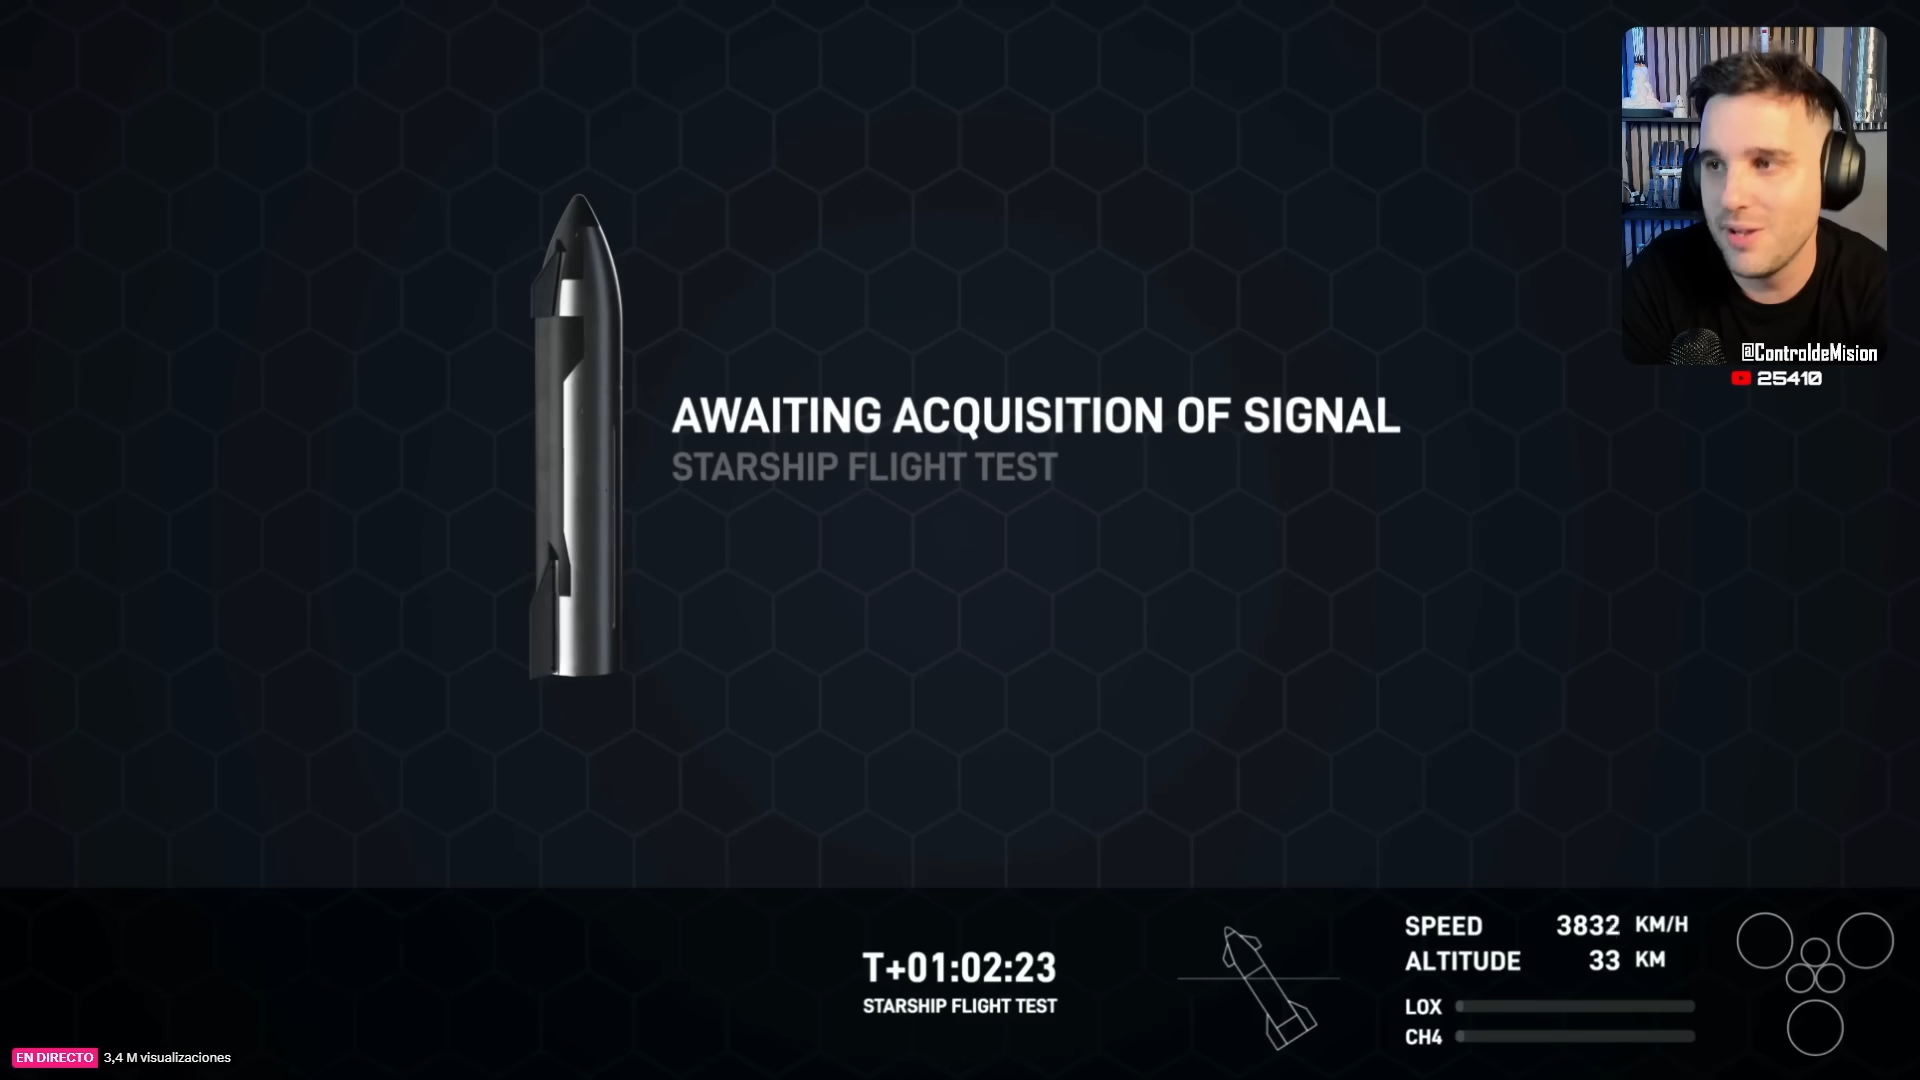 @ControldeMision
25410
AWAITING ACQUISITION OF SIGNAL
STARSHIP FLIGHT TEST
T+01:02:23
STARSHIP FLIGHT TEST
SPEED 3832 KM/H
ALTITUDE 33 KM
LOX
CH4
EN DIRECTO 3,4 M visualizaciones